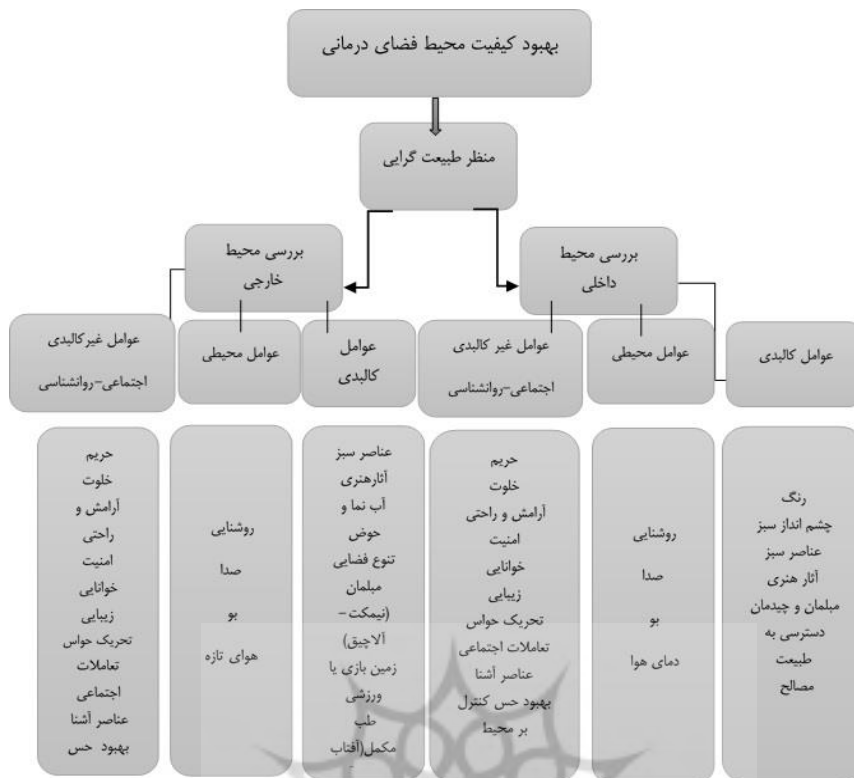 بهبود کیفیت محیط فضای درمانی
منظر طبیعت گرایی
بررسی محیط
داخلی
بررسی محیط
خارجی
عوامل کالبدی
عوامل محیطی
عوامل غیر کالبدی
اجتماعی-روانشناسی
عوامل
کالبدی
عوامل محیطی
عوامل غیرکالبدی
اجتماعی-روانشناسی
رنگ
چشم انداز سبز
عناصر سبز
آثار هنری
مبلمان و چیدمان
دسترسی به
طبیعت
مصالح
روشنایی
صدا
بو
دمای هوا
حریم
خلوت
آرامش و راحتی
امنیت
خوانایی
زیبایی
تحریک حواس
تعاملات اجتماعی
عناصر آشنا
بهبود حس کنترل
بر محیط
عناصر سبز
آثارهنری
آب نما و
حوض
تنوع فضایی
مبلمان
(نیمکت-
آلاچیق)
زمین بازی یا
ورزشی
طب
مکمل(آفتاب
روشنایی
صدا
بو
هوای تازه
حریم
خلوت
آرامش و
راحتی
امنیت
خوانایی
زیبایی
تحریک حواس
تعاملات
اجتماعی
عناصر آشنا
بهبود حس